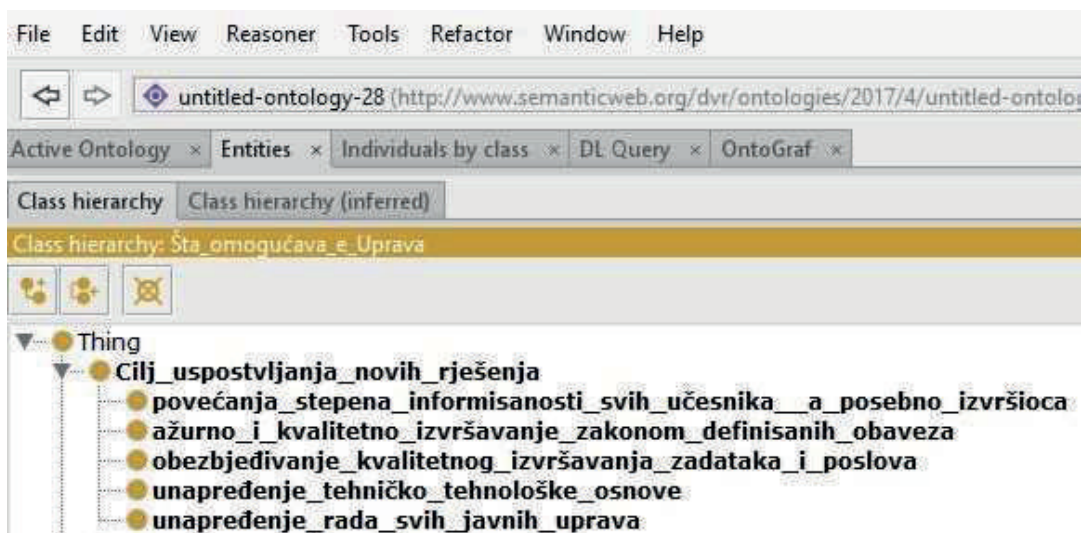 File Edit View Reasoner Tools Refactor Window Help
untitled-ontology-28 (http://www.semanticweb.org/dvr/ontologies/2017/4/untitled-ontolog
Active Ontology × Entities × Individuals by class × DL Query × OntoGraf ×
Class hierarchy Class hierarchy (inferred)
Class hierarchy: Šta_omogućava_e_Uprava
Thing
Cilj_uspostvljanja_novih_rješenja
povećanja_stepena_informisanosti_svih_učesnika__a_posebno_izvršioca
ažurno_i_kvalitetno_izvršavanje_zakonom_definisanih_obaveza
obezbjeđivanje_kvalitetnog_izvršavanja_zadataka_i_poslova
unapređenje_tehničko_tehnološke_osnove
unapređenje_rada_svih_javnih_uprava